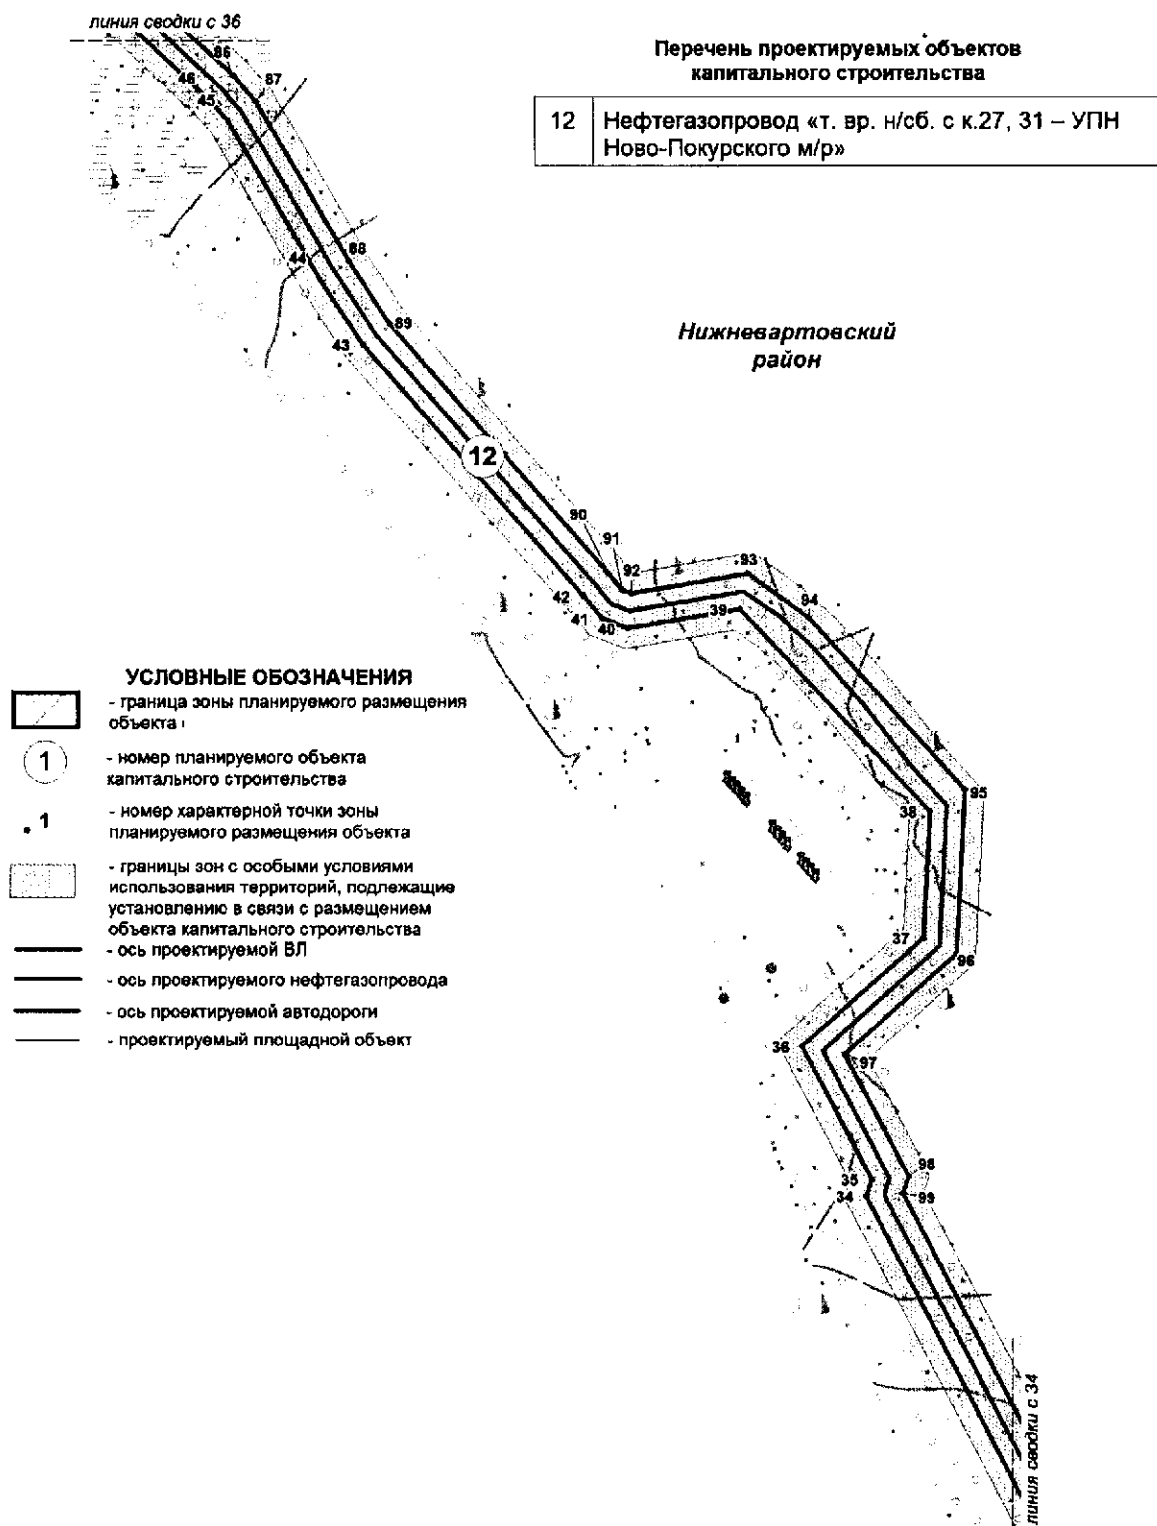 линия сводки с 36
Перечень проектируемых объектов
капитального строительства
12 Нефтегазопровод «т. вр. н/сб. с к.27, 31 – УПН
Ново-Покурского м/р»
86
87
46
45
88
44
89
43
Нижневартовский
район
12
90
91
92
93
94
42
41
40
39
УСЛОВНЫЕ ОБОЗНАЧЕНИЯ
- граница зоны планируемого размещения
объекта
1 - номер планируемого объекта
капитального строительства
1 - номер характерной точки зоны
планируемого размещения объекта
- границы зон с особыми условиями
использования территорий, подлежащие
установлению в связи с размещением
объекта капитального строительства
- ось проектируемой ВЛ
- ось проектируемого нефтегазопровода
- ось проектируемой автодороги
- проектируемый площадной объект
95
38
37
96
36
97
98
35
34
99
линия сводки с 34